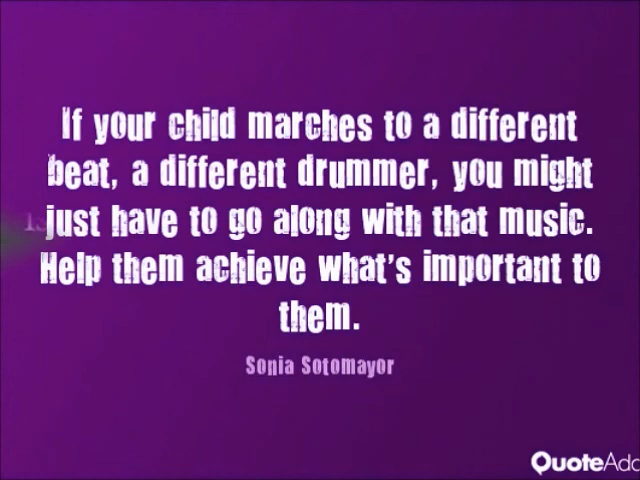 If your child marches to a different
beat, a different drummer, you might
just have to go along with that music.
Help them achieve what's important to
them.
Sonia Sotomayor
QuoteAdd